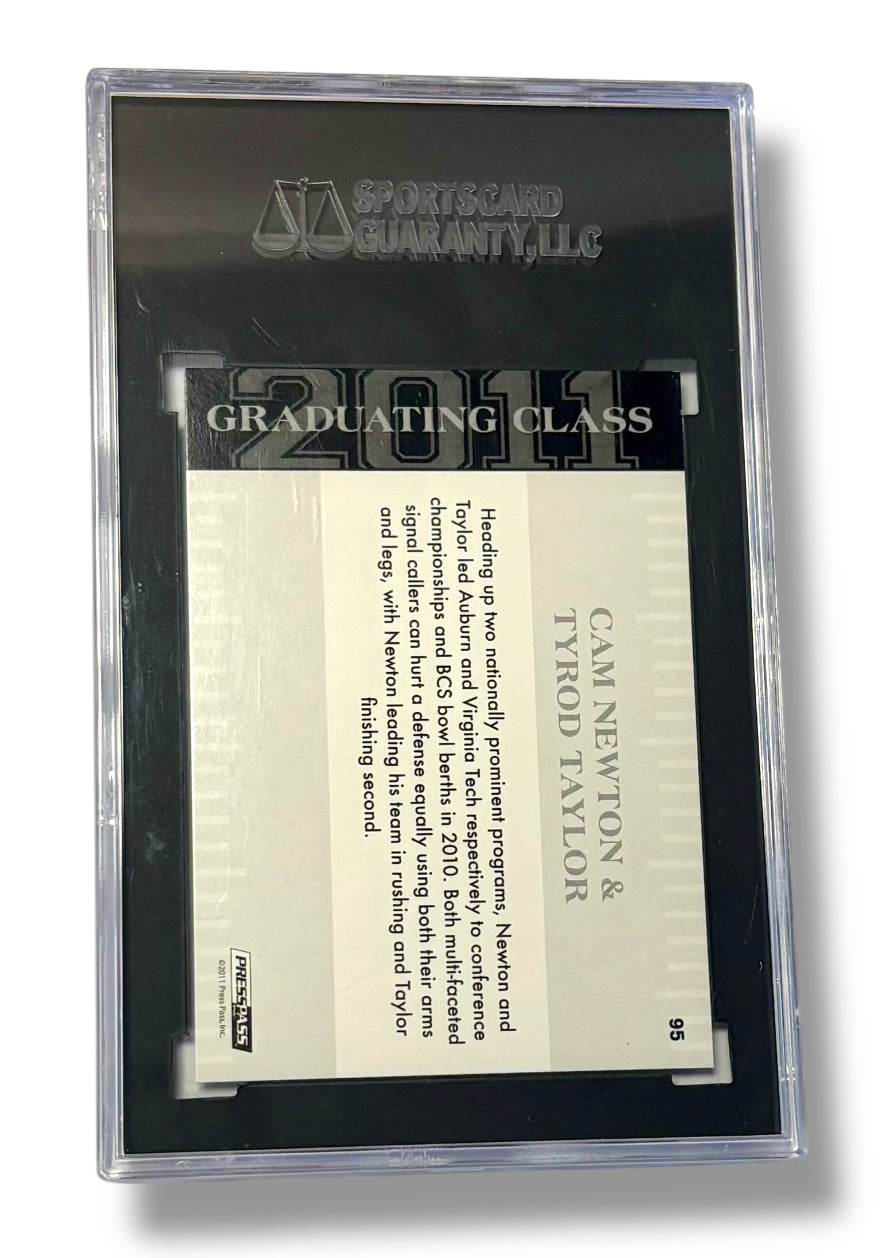 SPORTSCARD
GUARANTY, LLC
2011
GRADUATING CLASS
95
CAM NEWTON &
TYROD TAYLOR
Heading up two nationally prominent programs, Newton and
Taylor led Auburn and Virginia Tech respectively to conference
championships and BCS bowl berths in 2010. Both multi-faceted
signal callers can hurt a defense equally using both their arms
and legs, with Newton leading his team in rushing and Taylor
finishing second.
PRESS PASS
©2011 Press Pass, Inc.